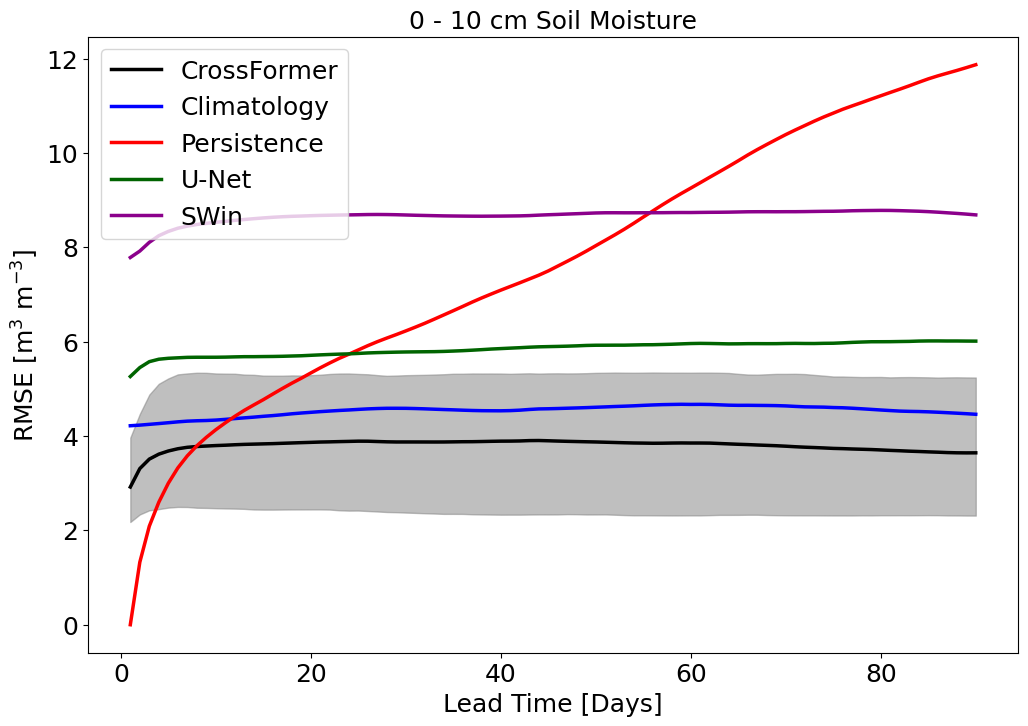 0 - 10 cm Soil Moisture
CrossFormer
Climatology
Persistence
U-Net
SWin
RMSE [m³ m⁻³]
12
10
8
6
4
2
0
0 20 40 60 80
Lead Time [Days]